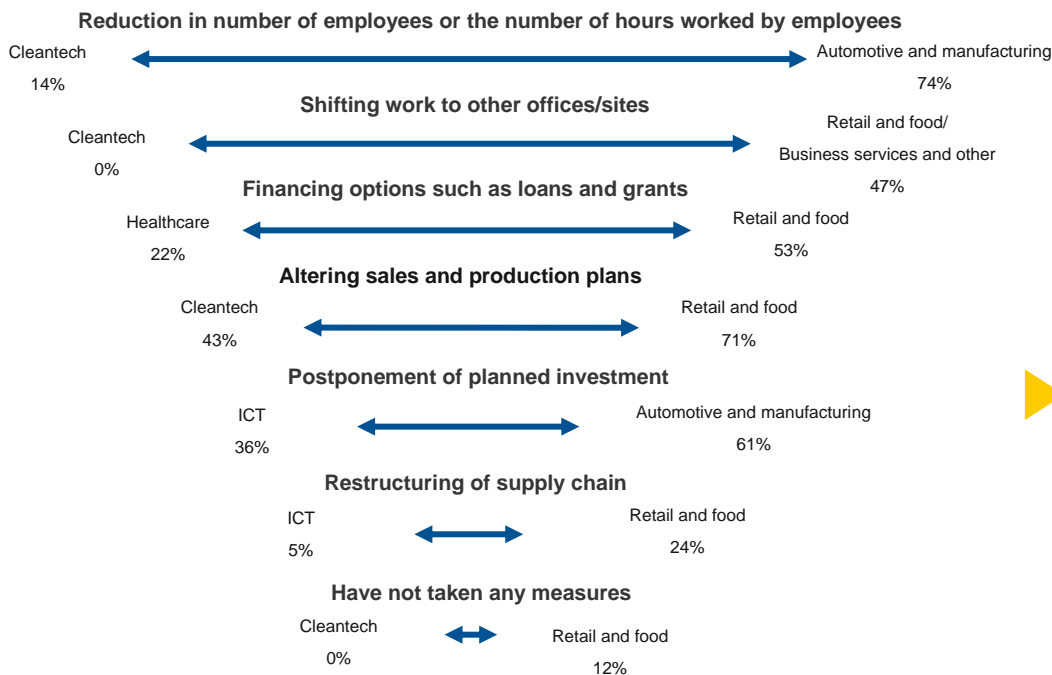 Reduction in number of employees or the number of hours worked by employees
Cleantech
14%
Automotive and manufacturing
74%
Shifting work to other offices/sites
Cleantech
0%
Retail and food/
Business services and other
47%
Financing options such as loans and grants
Healthcare
22%
Retail and food
53%
Altering sales and production plans
Cleantech
43%
Retail and food
71%
Postponement of planned investment
ICT
36%
Automotive and manufacturing
61%
Restructuring of supply chain
ICT
5%
Retail and food
24%
Have not taken any measures
Cleantech
0%
Retail and food
12%